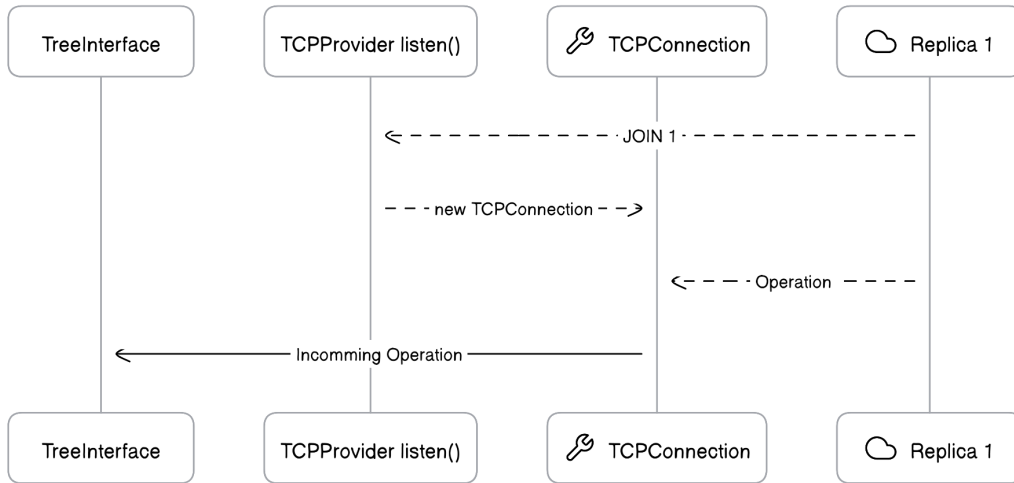 TreeInterface
TCPProvider listen()
TCPConnection
Replica 1
JOIN 1
new TCPConnection
Operation
Incomming Operation
TreeInterface
TCPProvider listen()
TCPConnection
Replica 1